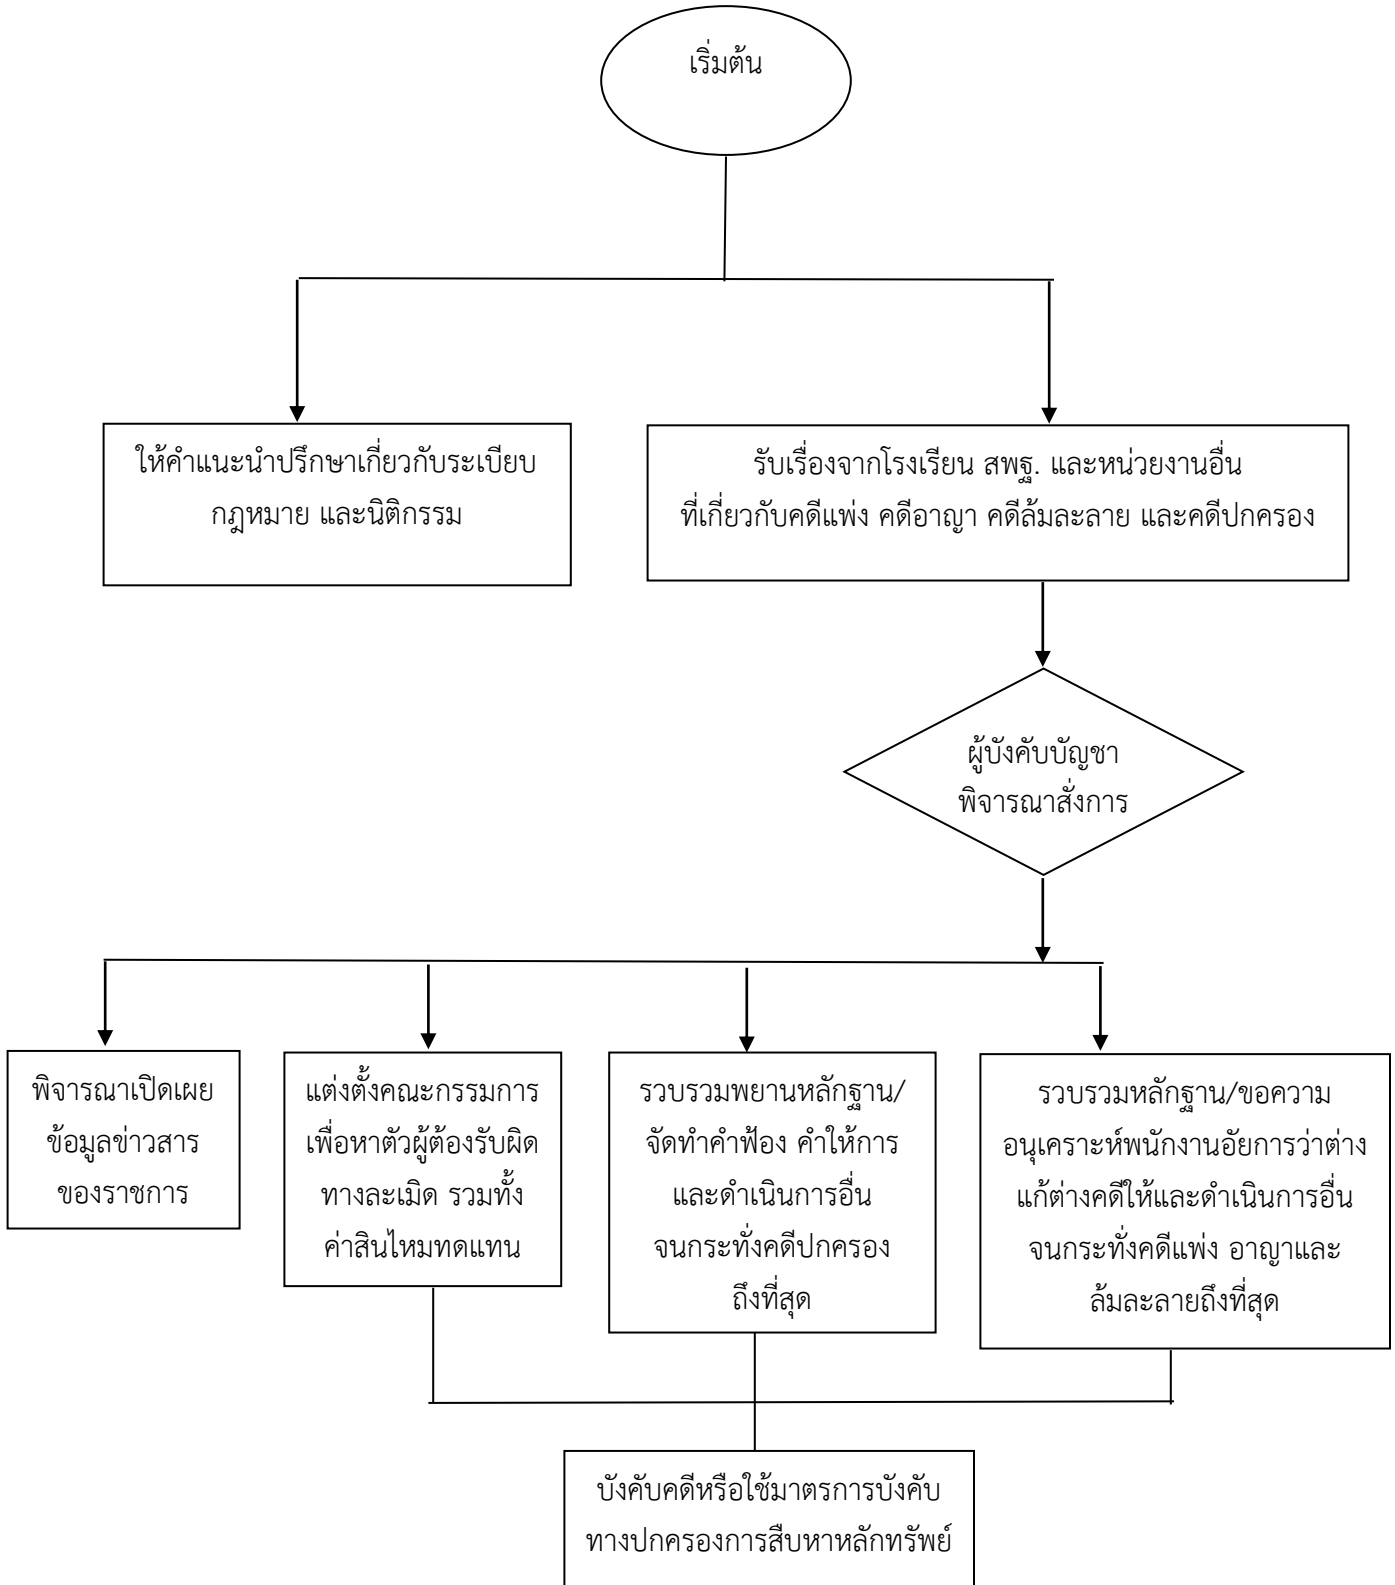 เริ่มต้น
ให้คำแนะนำปรึกษาเกี่ยวกับระเบียบ
กฎหมาย และนิติกรรม
รับเรื่องจากโรงเรียน สพฐ. และหน่วยงานอื่น
ที่เกี่ยวกับคดีแพ่ง คดีอาญา คดีล้มละลาย และคดีปกครอง
ผู้บังคับบัญชา
พิจารณาสั่งการ
พิจารณาเปิดเผย
ข้อมูลข่าวสาร
ของราชการ
แต่งตั้งคณะกรรมการ
เพื่อหาตัวผู้ต้องรับผิด
ทางละเมิด รวมทั้ง
ค่าสินไหมทดแทน
รวบรวมพยานหลักฐาน/
จัดทำคำฟ้อง คำให้การ
และดำเนินการอื่น
จนกระทั่งคดีปกครอง
ถึงที่สุด
รวบรวมหลักฐาน/ขอความ
อนุเคราะห์พนักงานอัยการว่าต่าง
แก้ต่างคดีให้และดำเนินการอื่น
จนกระทั่งคดีแพ่ง อาญาและ
ล้มละลายถึงที่สุด
บังคับคดีหรือใช้มาตรการบังคับ
ทางปกครองการสืบหาหลักทรัพย์